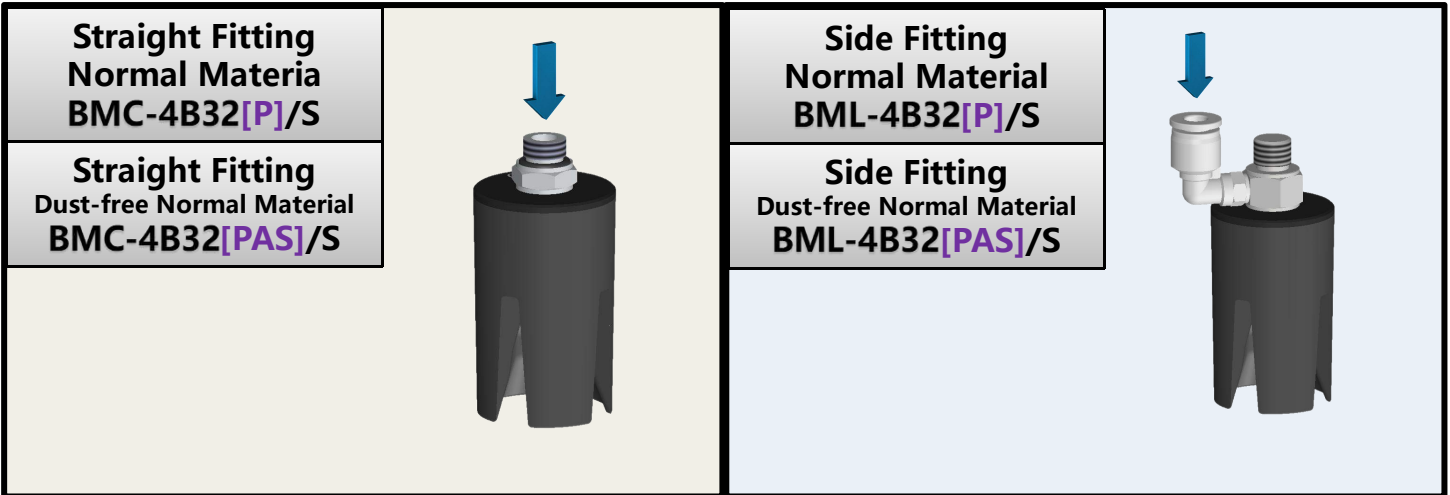 Straight Fitting
Normal Materia
BMC-4B32[P]/S
Straight Fitting
Dust-free Normal Material
BMC-4B32[PAS]/S
Side Fitting
Normal Material
BML-4B32[P]/S
Side Fitting
Dust-free Normal Material
BML-4B32[PAS]/S